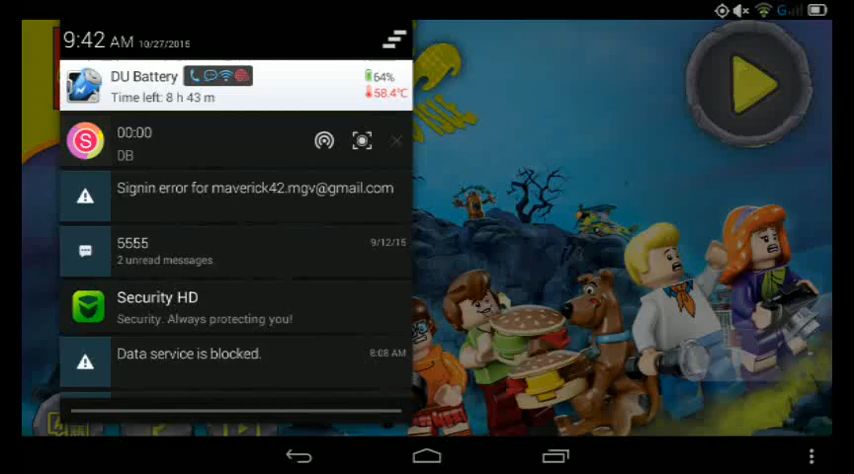 G
9:42 AM 10/27/2015
DU Battery
64%
Time left: 8 h 43 m
58.4°C
S
00:00
0B
Signin error for maverick42.mgv@gmail.com
5555
9/12/15
2 unread messages
Security HD
Security. Always protecting you!
Data service is blocked.
8:08 AM